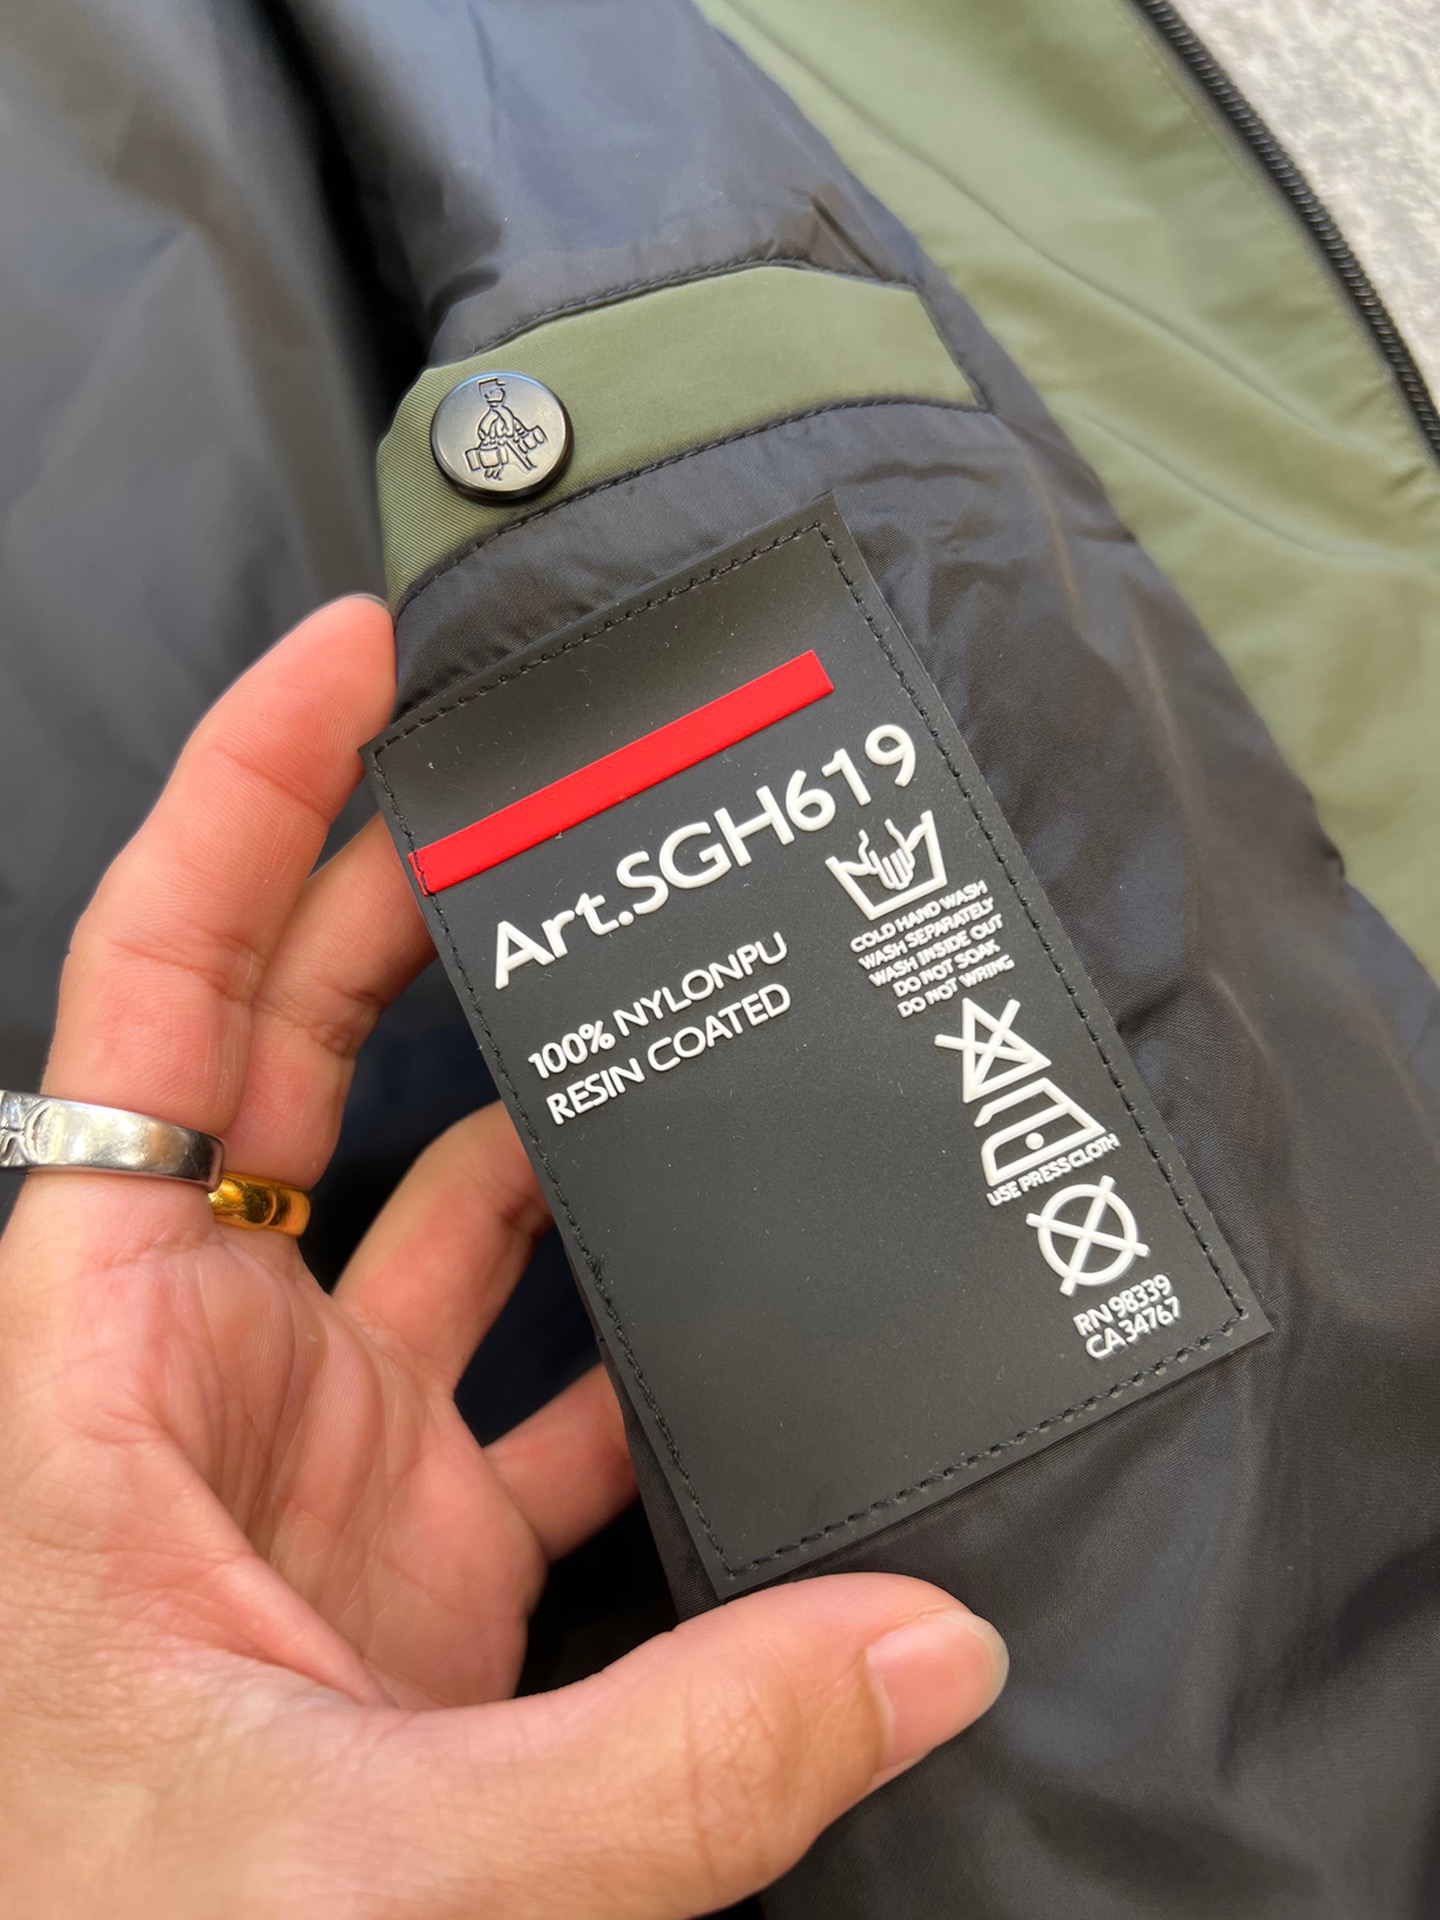 Art.SGH619
100% NYLONPU
RESIN COATED
COLD HAND WASH
WASH SEPARATELY
WASH INSIDE OUT
DO NOT SOAK
DO NOT WRING
USE PRESS CLOTH
RN 98339
CA 34767